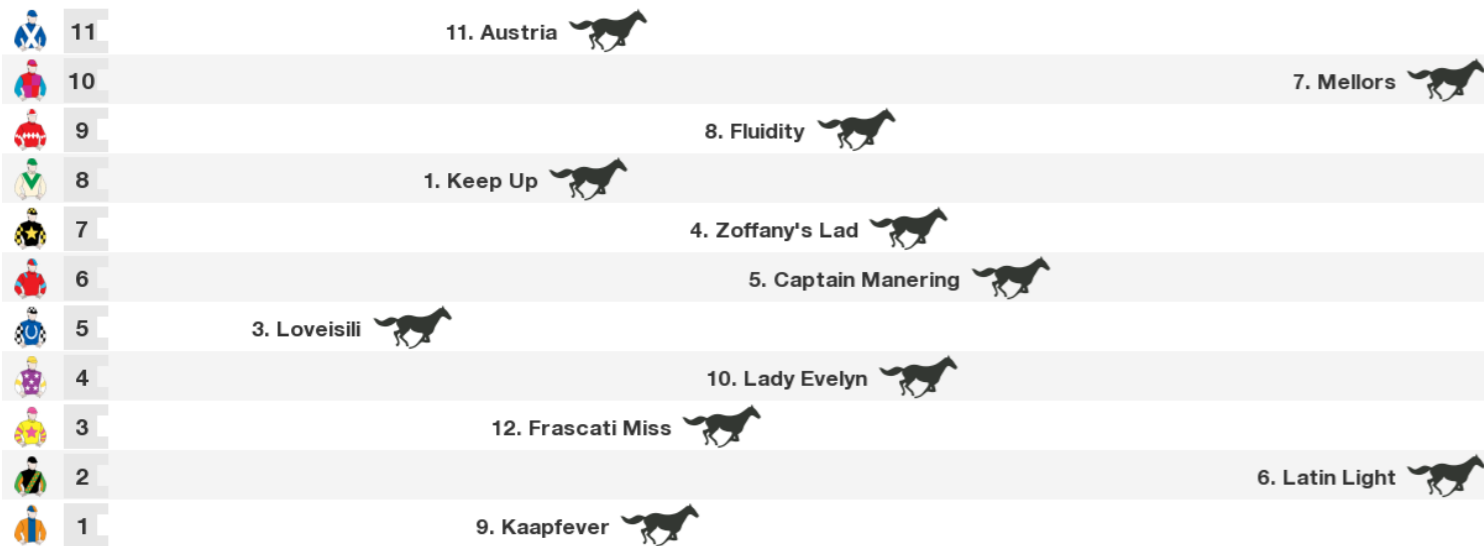 11 11. Austria
10 7. Mellors
9 8. Fluidity
8 1. Keep Up
7 4. Zoffany's Lad
6 5. Captain Manering
5 3. Loveisili
4 10. Lady Evelyn
3 12. Frascati Miss
2 6. Latin Light
1 9. Kaapfever